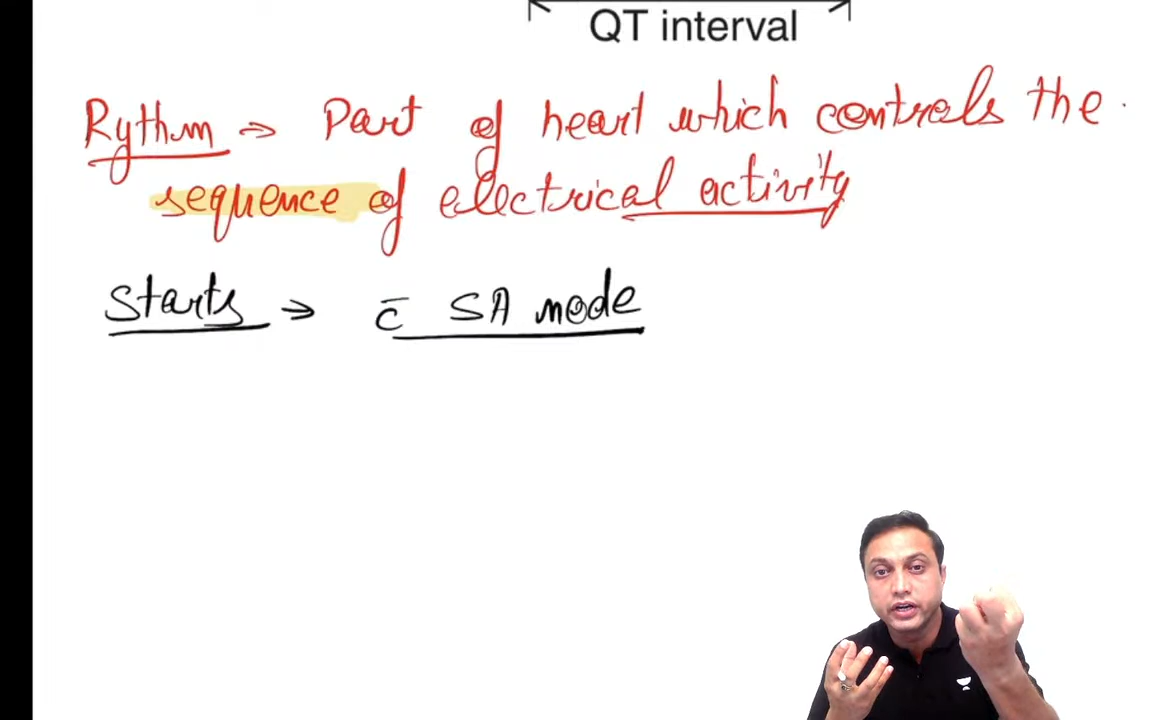 QT interval
Rythm → Part of heart which controls the
sequence of electrical activity
Starts → c̄ SA node